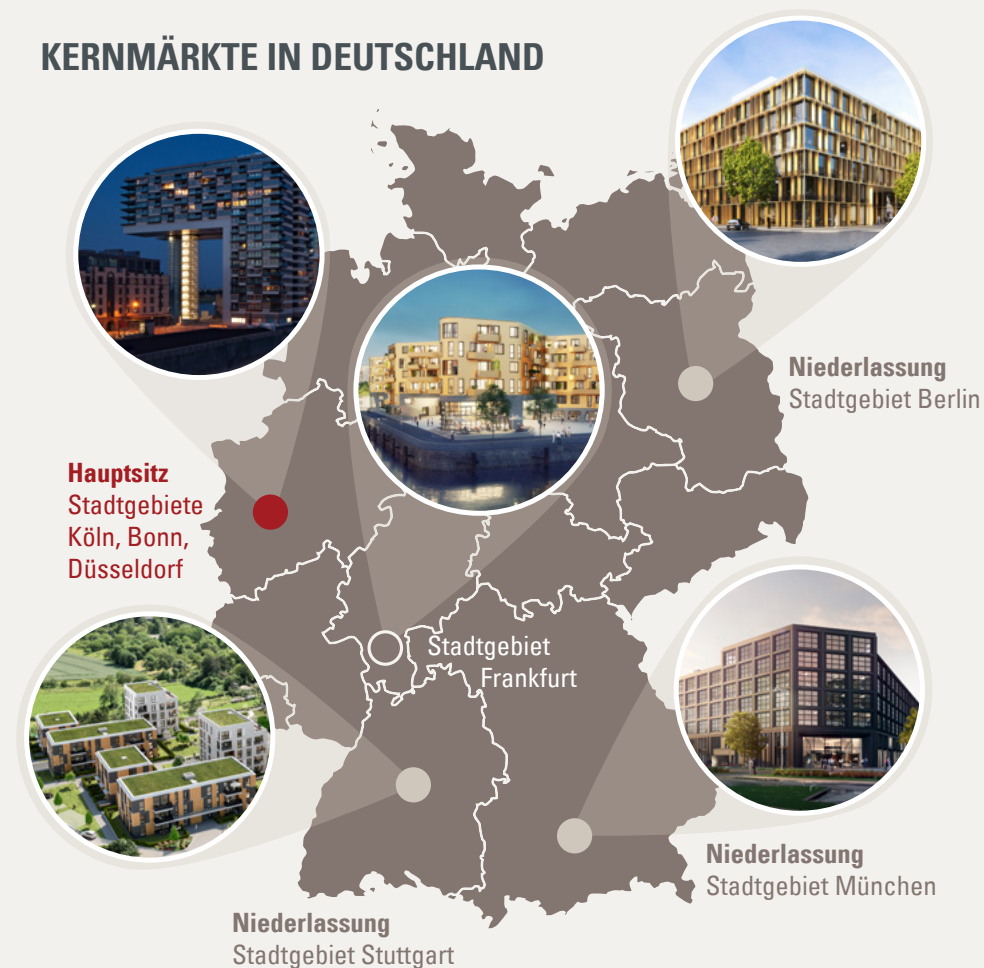 KERNMÄRKTE IN DEUTSCHLAND
Niederlassung
Stadtgebiet Berlin
Hauptsitz
Stadtgebiete
Köln, Bonn,
Düsseldorf
Stadtgebiet
Frankfurt
Niederlassung
Stadtgebiet München
Niederlassung
Stadtgebiet Stuttgart